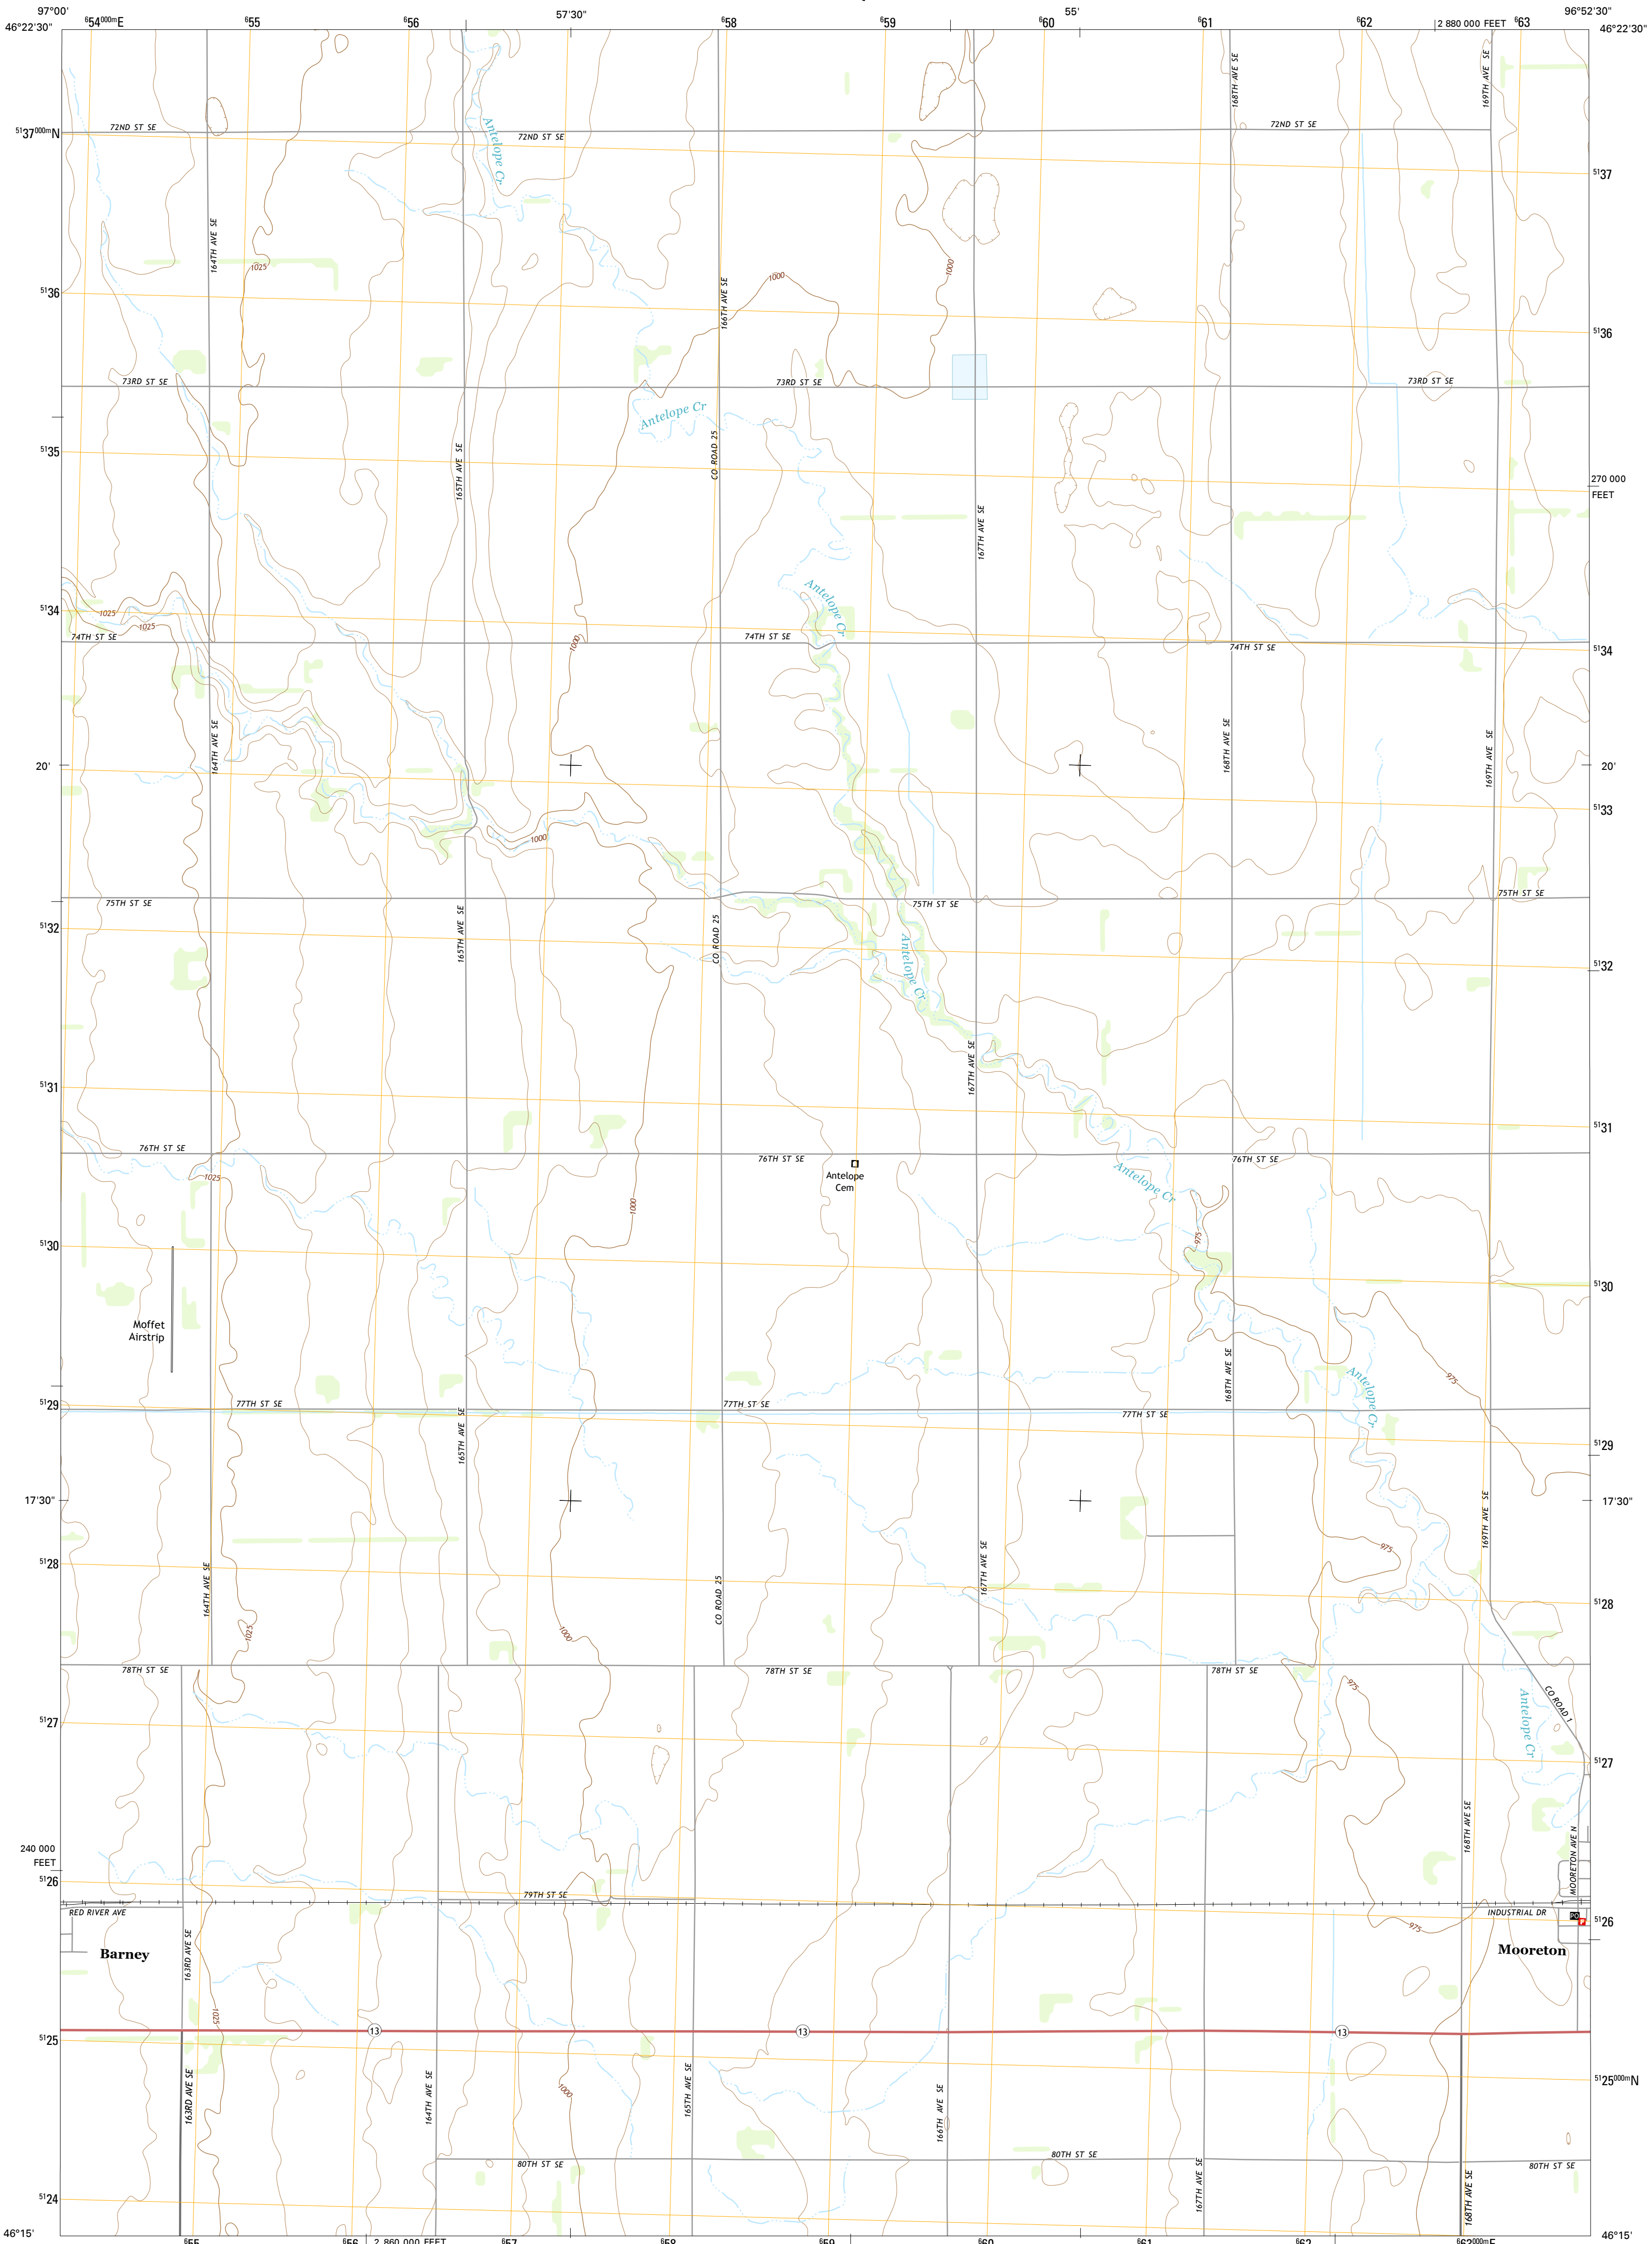 97°00'
⁶54⁰⁰⁰ᵐE
⁶55
⁶56
57'30"
⁶58
⁶59
⁶60
55'
⁶61
⁶62
2 880 000 FEET
⁶63
96°52'30"
46°22'30"
46°22'30"
168TH AVE SE
169TH AVE SE
Antelope Cr
72ND ST SE
72ND ST SE
72ND ST SE
⁵¹37⁰⁰⁰ᵐN
⁵¹37
164TH AVE SE
1025
1000
1000
166TH AVE SE
⁵¹36
⁵¹36
73RD ST SE
73RD ST SE
73RD ST SE
Antelope Cr
CO ROAD 25
165TH AVE SE
⁵¹35
270 000
FEET
167TH AVE SE
Antelope Cr
⁵¹34
1025
1025
74TH ST SE
1000
74TH ST SE
74TH ST SE
⁵¹34
164TH AVE SE
168TH AVE SE
169TH AVE SE
20'
20'
⁵¹33
1000
75TH ST SE
75TH ST SE
75TH ST SE
⁵¹32
165TH AVE SE
CO ROAD 25
Antelope Cr
⁵¹32
167TH AVE SE
⁵¹31
⁵¹31
76TH ST SE
76TH ST SE
76TH ST SE
1025
Antelope
Cem
Antelope Cr
1000
975
⁵¹30
⁵¹30
Moffet
Airstrip
168TH AVE SE
Antelope Cr
975
⁵¹29
77TH ST SE
77TH ST SE
77TH ST SE
165TH AVE SE
⁵¹29
17'30"
17'30"
169TH AVE SE
975
⁵¹28
164TH AVE SE
CO ROAD 25
167TH AVE SE
⁵¹28
1025
1000
78TH ST SE
78TH ST SE
78TH ST SE
975
CO ROAD 1
Antelope Cr
⁵¹27
⁵¹27
168TH AVE SE
MOORETON AVE N
240 000
FEET
⁵¹26
79TH ST SE
RED RIVER AVE
INDUSTRIAL DR
PO
F
⁵¹26
975
Barney
163RD AVE SE
Mooreton
1025
13
13
13
⁵¹25
⁵¹25⁰⁰⁰ᵐN
163RD AVE SE
164TH AVE SE
1000
165TH AVE SE
166TH AVE SE
80TH ST SE
80TH ST SE
80TH ST SE
167TH AVE SE
168TH AVE SE
⁵¹24
46°15'
46°15'
⁶55
⁶56
2 860 000 FEET
⁶57
⁶58
⁶59
⁶60
⁶61
⁶62
⁶63⁰⁰⁰ᵐE